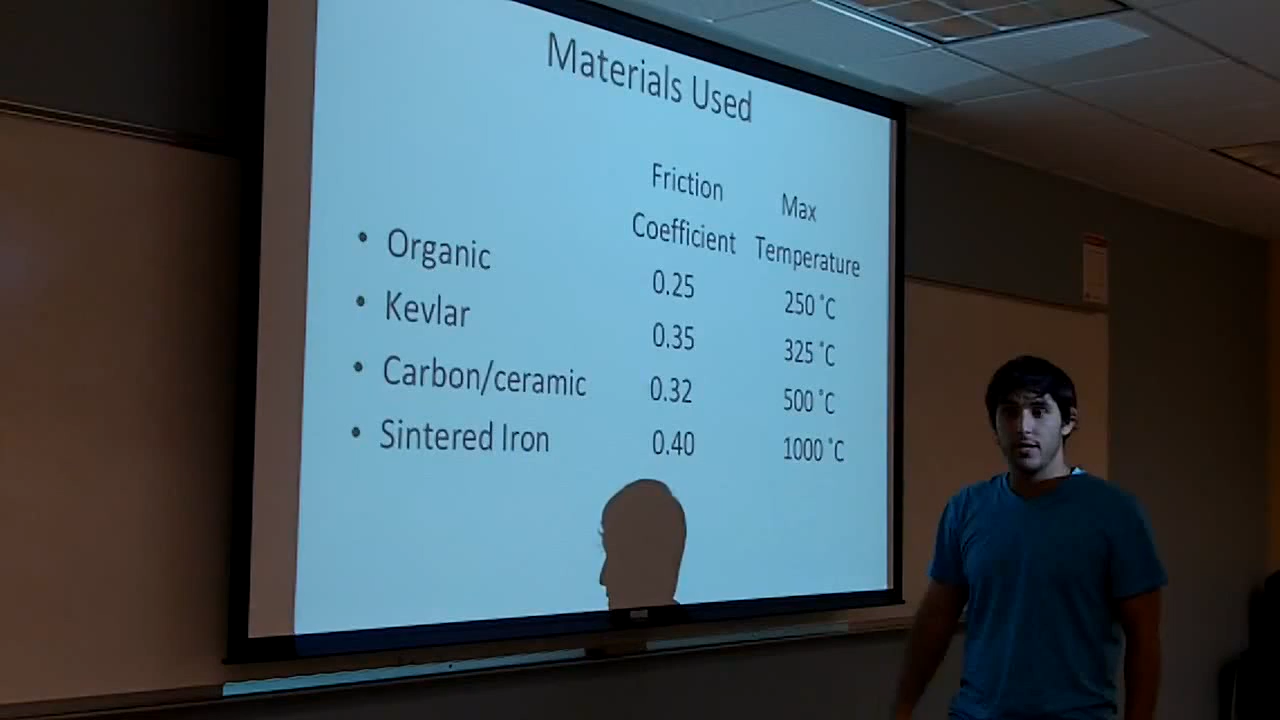 Materials Used
Friction Coefficient
Max Temperature
• Organic 0.25 250 ˚C
• Kevlar 0.35 325 ˚C
• Carbon/ceramic 0.32 500 ˚C
• Sintered Iron 0.40 1000 ˚C